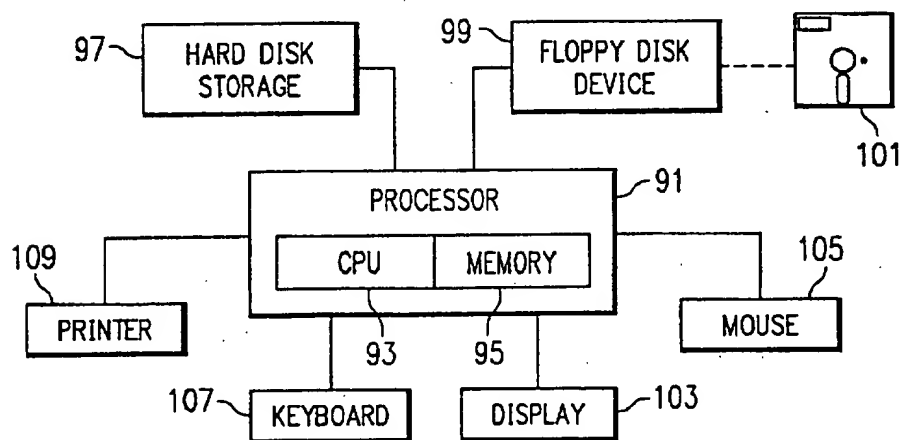 97
HARD DISK
STORAGE
99
FLOPPY DISK
DEVICE
101
PROCESSOR
91
CPU
MEMORY
93
95
109
PRINTER
105
MOUSE
107
KEYBOARD
DISPLAY
103